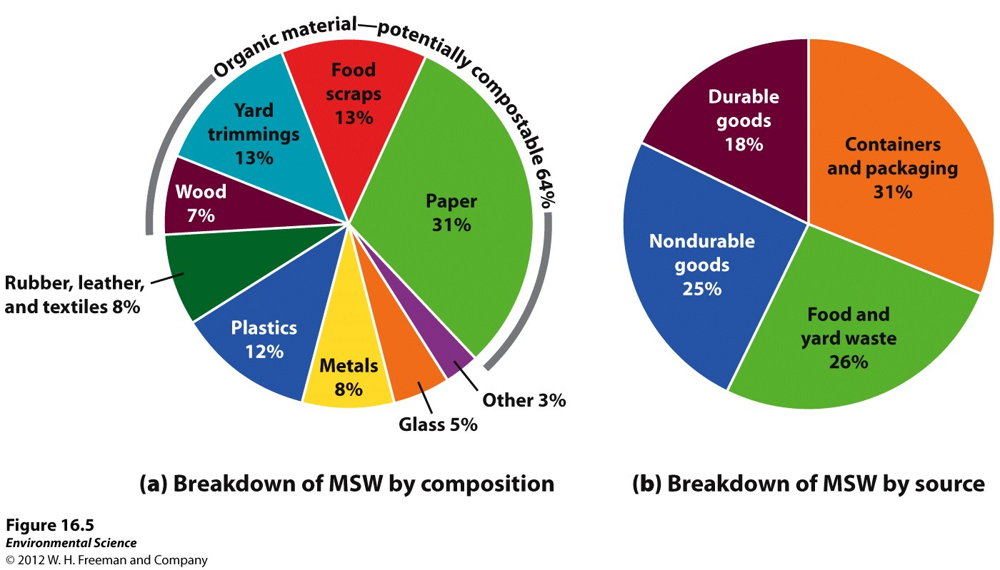 Organic material—potentially compostable 64%
Food
scraps
13%
Yard
trimmings
13%
Wood
7%
Paper
31%
Rubber, leather,
and textiles 8%
Plastics
12%
Metals
8%
Glass 5%
Other 3%
(a) Breakdown of MSW by composition
Durable
goods
18%
Containers
and packaging
31%
Nondurable
goods
25%
Food and
yard waste
26%
(b) Breakdown of MSW by source
Figure 16.5
Environmental Science
© 2012 W. H. Freeman and Company